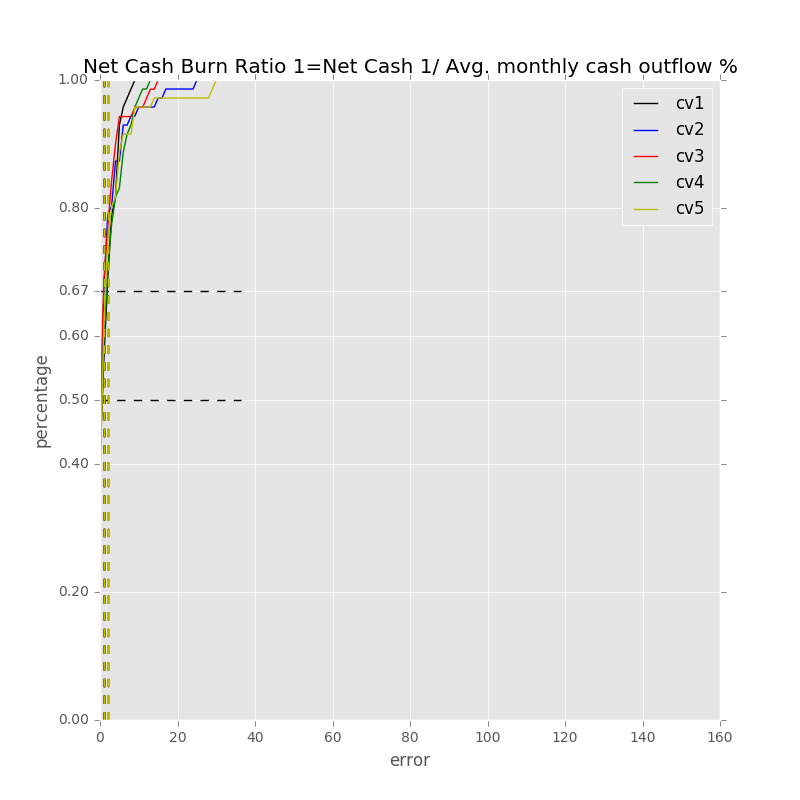 Net Cash Burn Ratio 1=Net Cash 1/ Avg. monthly cash outflow %
1.00
0.80
0.67
0.60
0.50
0.40
0.20
0.00
percentage
cv1
cv2
cv3
cv4
cv5
0 20 40 60 80 100 120 140 160
error